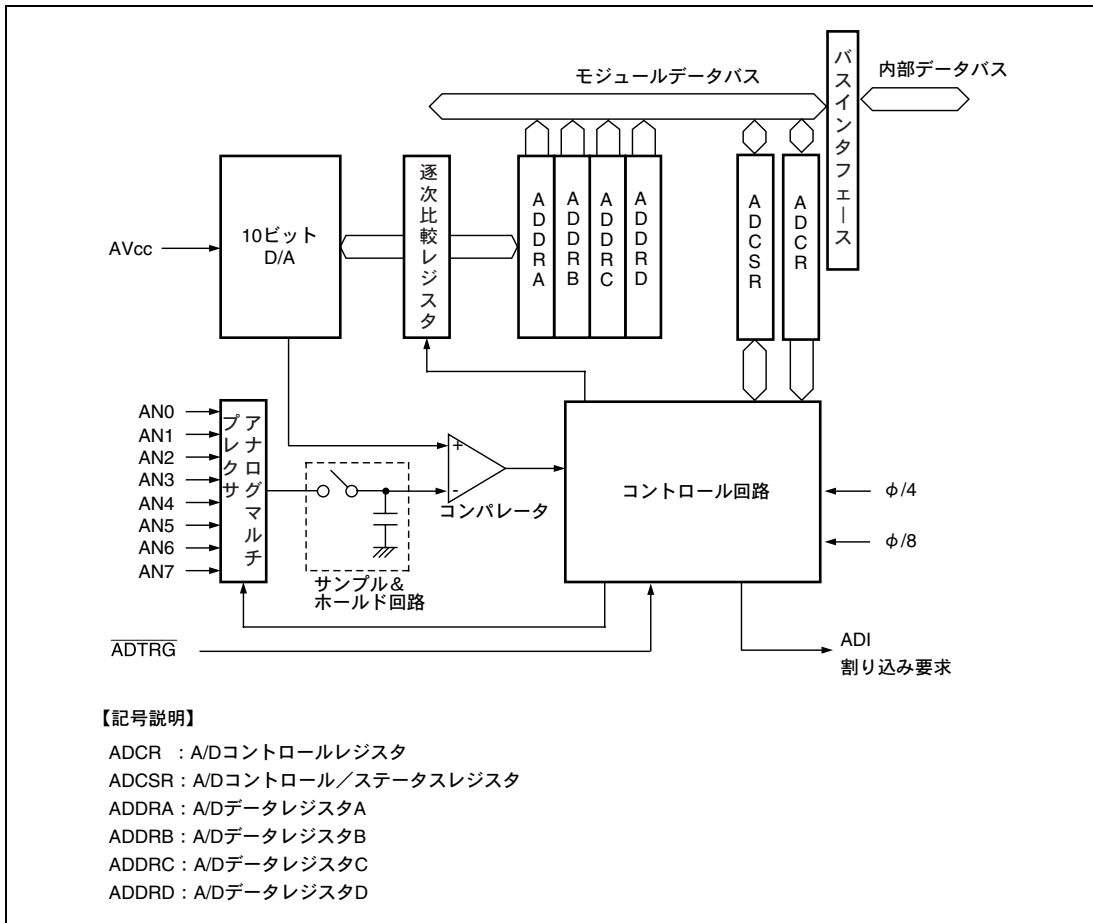 モジュールデータバス
バスインタフェース
内部データバス
AVcc
10ビット
D/A
逐次比較レジスタ
ADDRA
ADDRB
ADDRC
ADDRD
ADCSR
ADCR
AN0
AN1
AN2
AN3
AN4
AN5
AN6
AN7
アナログマルチ
プレクサ
+
-
コンパレータ
サンプル&
ホールド回路
コントロール回路
φ/4
φ/8
ADTRG
ADI
割り込み要求
【記号説明】
ADCR :A/Dコントロールレジスタ
ADCSR:A/Dコントロール/ステータスレジスタ
ADDRA:A/DデータレジスタA
ADDRB:A/DデータレジスタB
ADDRC:A/DデータレジスタC
ADDRD:A/DデータレジスタD